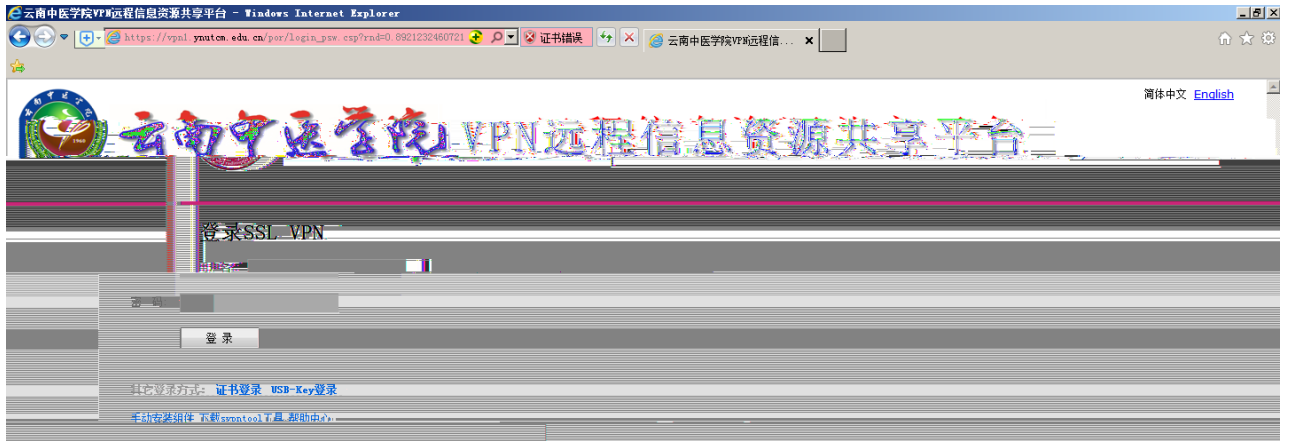 云南中医学院VPN远程信息资源共享平台 - Windows Internet Explorer
https://vpn1.ynutcm.edu.cn/por/login_psw.csp?rnd=0.8921232460721 证书错误 云南中医学院VPN远程信...
简体中文 English
云南中医学院 VPN远程信息资源共享平台
登录SSL VPN
密 码
登 录
其它登录方式: 证书登录 USB-Key登录
手动安装组件 下载svpntool工具 帮助中心